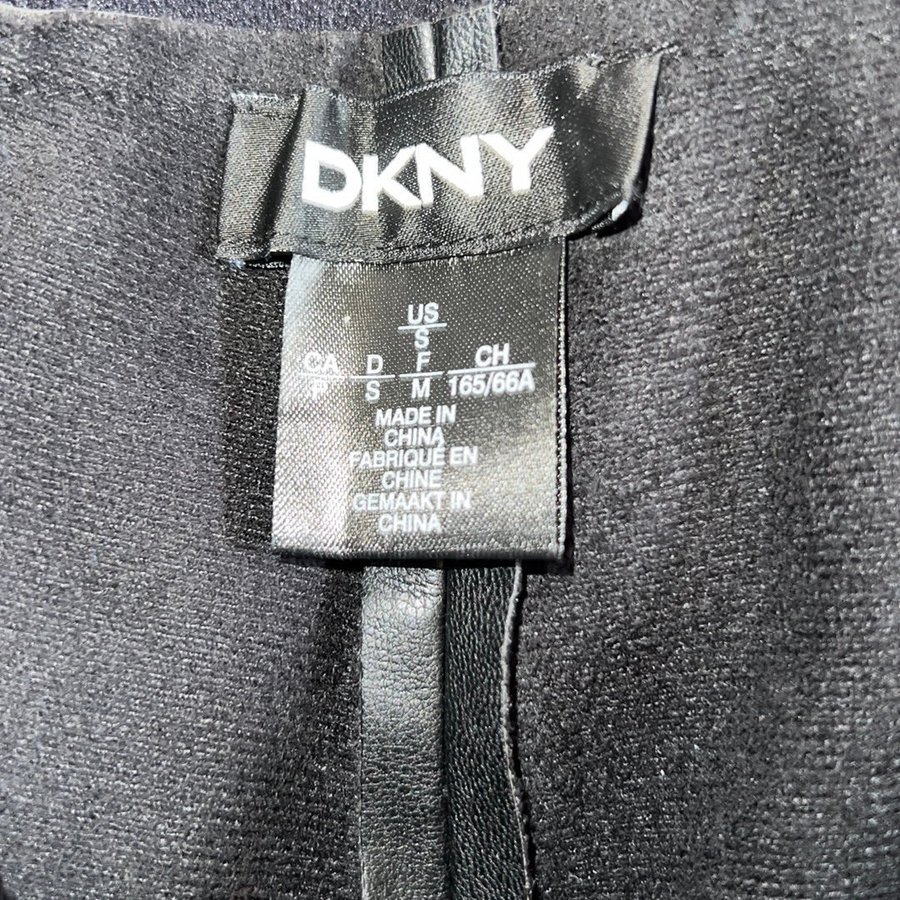 DKNY
US
S
CA D F CH
P S M 165/66A
MADE IN
CHINA
FABRIQUÉ EN
CHINE
GEMAAKT IN
CHINA